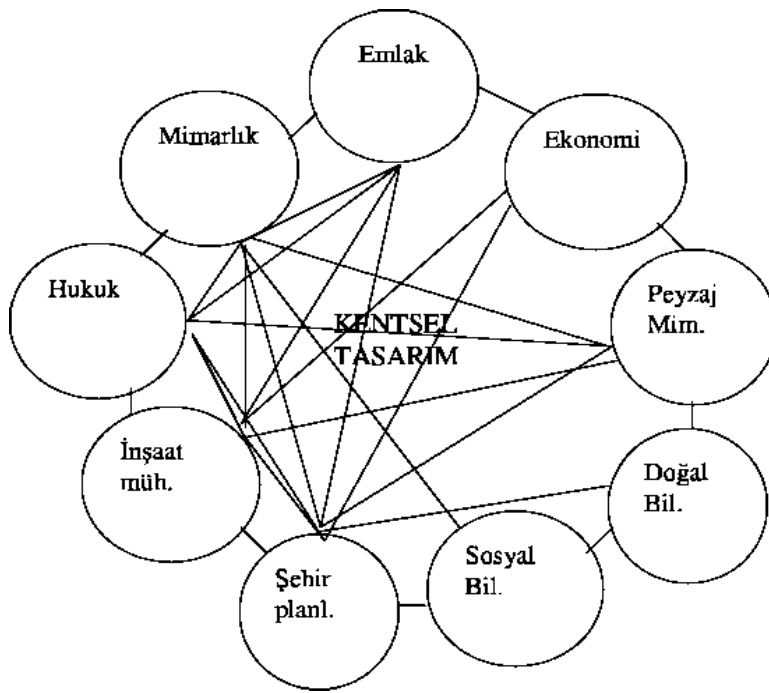 Emlak
Mimarlık
Ekonomi
Hukuk
Peyzaj
Mim.
KENTSEL
TASARIM
İnşaat
müh.
Doğal
Bil.
Sosyal
Bil.
Şehir
planl.